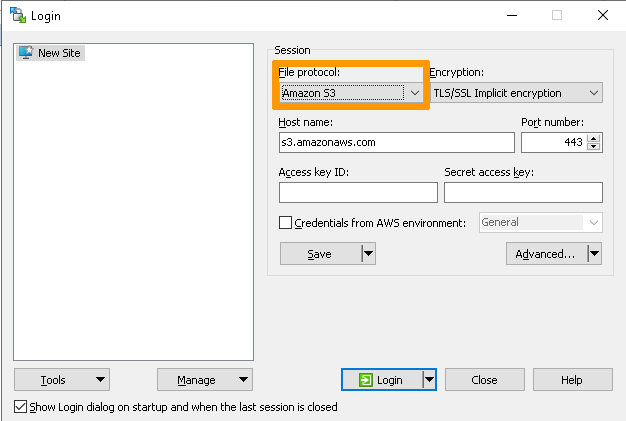 Login
New Site
Session
File protocol:
Encryption:
Amazon S3
TLS/SSL Implicit encryption
Host name:
Port number:
s3.amazonaws.com
443
Access key ID:
Secret access key:
Credentials from AWS environment:
General
Save
Advanced...
Tools
Manage
Login
Close
Help
Show Login dialog on startup and when the last session is closed